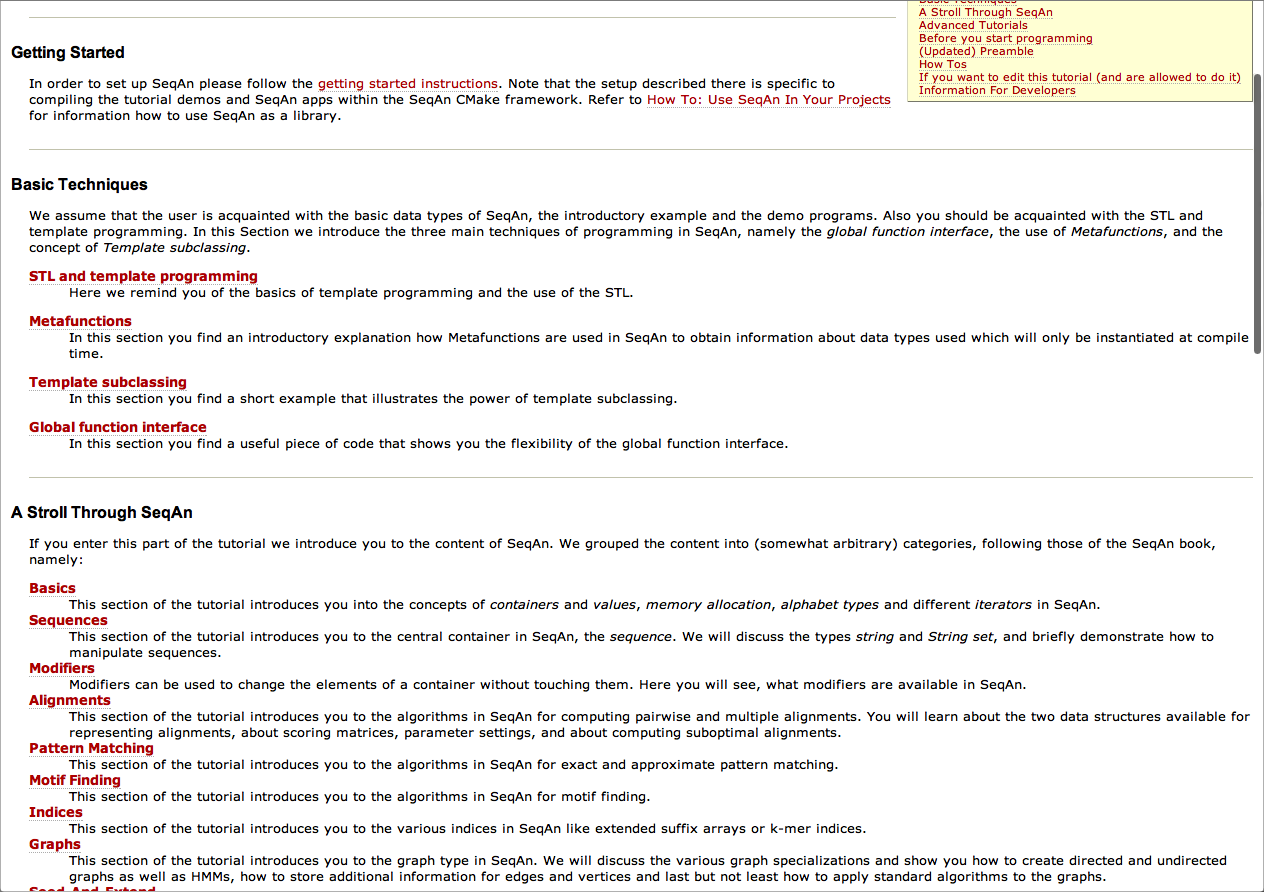 Basic Techniques
A Stroll Through SeqAn
Advanced Tutorials
Before you start programming
(Updated) Preamble
How Tos
If you want to edit this tutorial (and are allowed to do it)
Information For Developers
Getting Started
In order to set up SeqAn please follow the getting started instructions. Note that the setup described there is specific to
compiling the tutorial demos and SeqAn apps within the SeqAn CMake framework. Refer to How To: Use SeqAn In Your Projects
for information how to use SeqAn as a library.
Basic Techniques
We assume that the user is acquainted with the basic data types of SeqAn, the introductory example and the demo programs. Also you should be acquainted with the STL and
template programming. In this Section we introduce the three main techniques of programming in SeqAn, namely the global function interface, the use of Metafunctions, and the
concept of Template subclassing.
STL and template programming
Here we remind you of the basics of template programming and the use of the STL.
Metafunctions
In this section you find an introductory explanation how Metafunctions are used in SeqAn to obtain information about data types used which will only be instantiated at compile
time.
Template subclassing
In this section you find a short example that illustrates the power of template subclassing.
Global function interface
In this section you find a useful piece of code that shows you the flexibility of the global function interface.
A Stroll Through SeqAn
If you enter this part of the tutorial we introduce you to the content of SeqAn. We grouped the content into (somewhat arbitrary) categories, following those of the SeqAn book,
namely:
Basics
This section of the tutorial introduces you into the concepts of containers and values, memory allocation, alphabet types and different iterators in SeqAn.
Sequences
This section of the tutorial introduces you to the central container in SeqAn, the sequence. We will discuss the types string and String set, and briefly demonstrate how to
manipulate sequences.
Modifiers
Modifiers can be used to change the elements of a container without touching them. Here you will see, what modifiers are available in SeqAn.
Alignments
This section of the tutorial introduces you to the algorithms in SeqAn for computing pairwise and multiple alignments. You will learn about the two data structures available for
representing alignments, about scoring matrices, parameter settings, and about computing suboptimal alignments.
Pattern Matching
This section of the tutorial introduces you to the algorithms in SeqAn for exact and approximate pattern matching.
Motif Finding
This section of the tutorial introduces you to the algorithms in SeqAn for motif finding.
Indices
This section of the tutorial introduces you to the various indices in SeqAn like extended suffix arrays or k-mer indices.
Graphs
This section of the tutorial introduces you to the graph type in SeqAn. We will discuss the various graph specializations and show you how to create directed and undirected
graphs as well as HMMs, how to store additional information for edges and vertices and last but not least how to apply standard algorithms to the graphs.
Seed-And-Extend